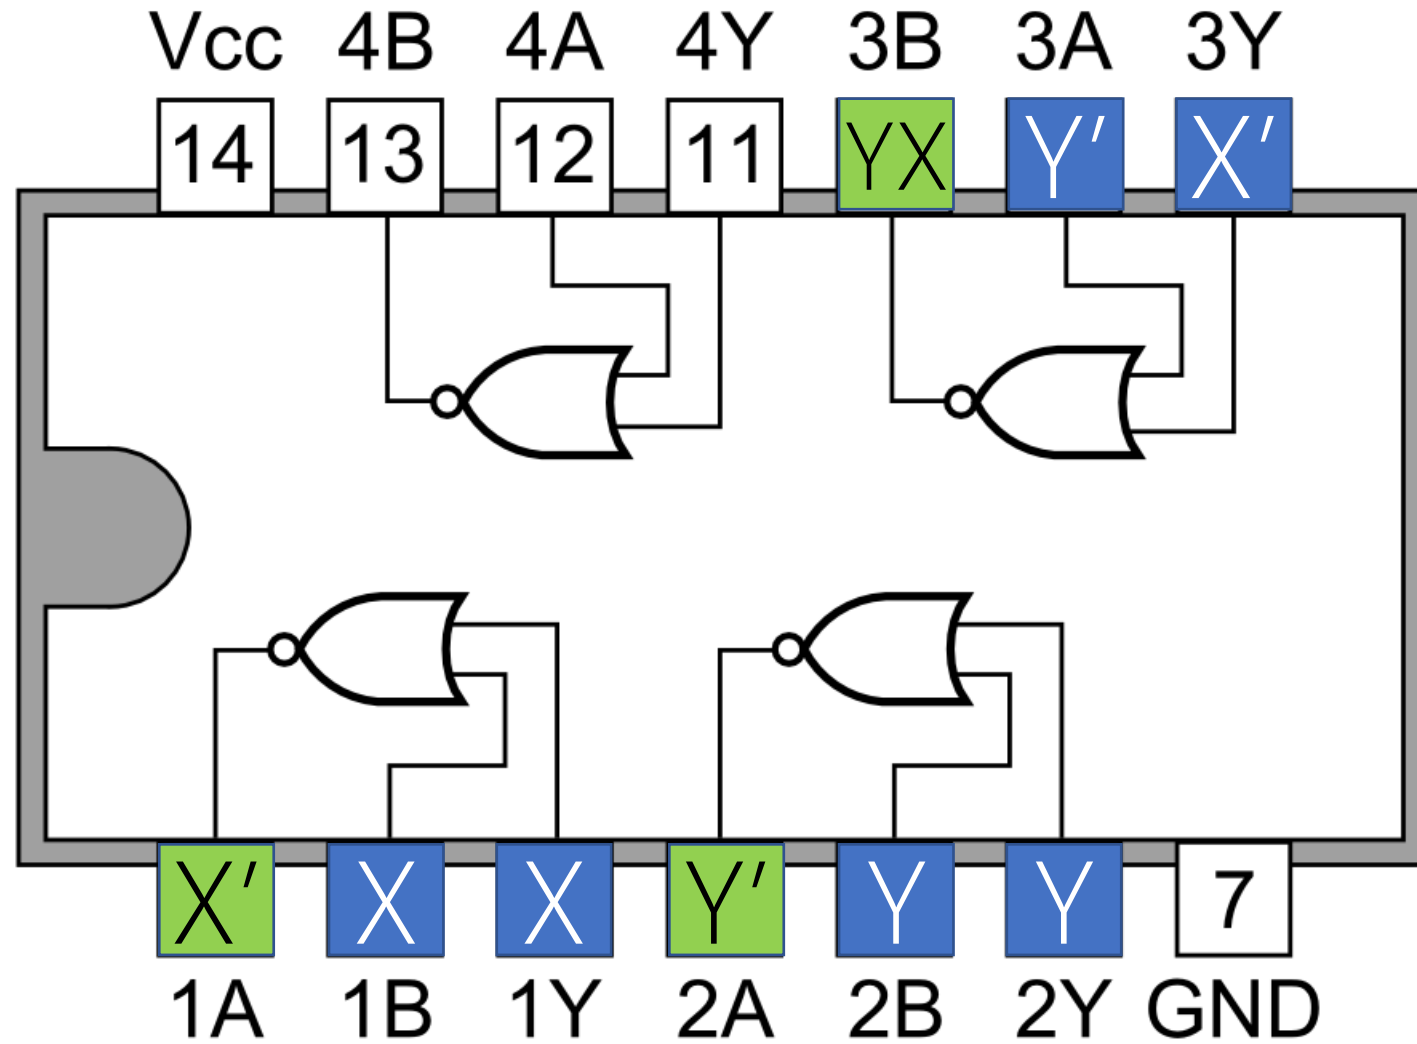 Vcc 4B 4A 4Y 3B 3A 3Y
14 13 12 11 YX Y' X'
X' X X Y' Y Y 7
1A 1B 1Y 2A 2B 2Y GND